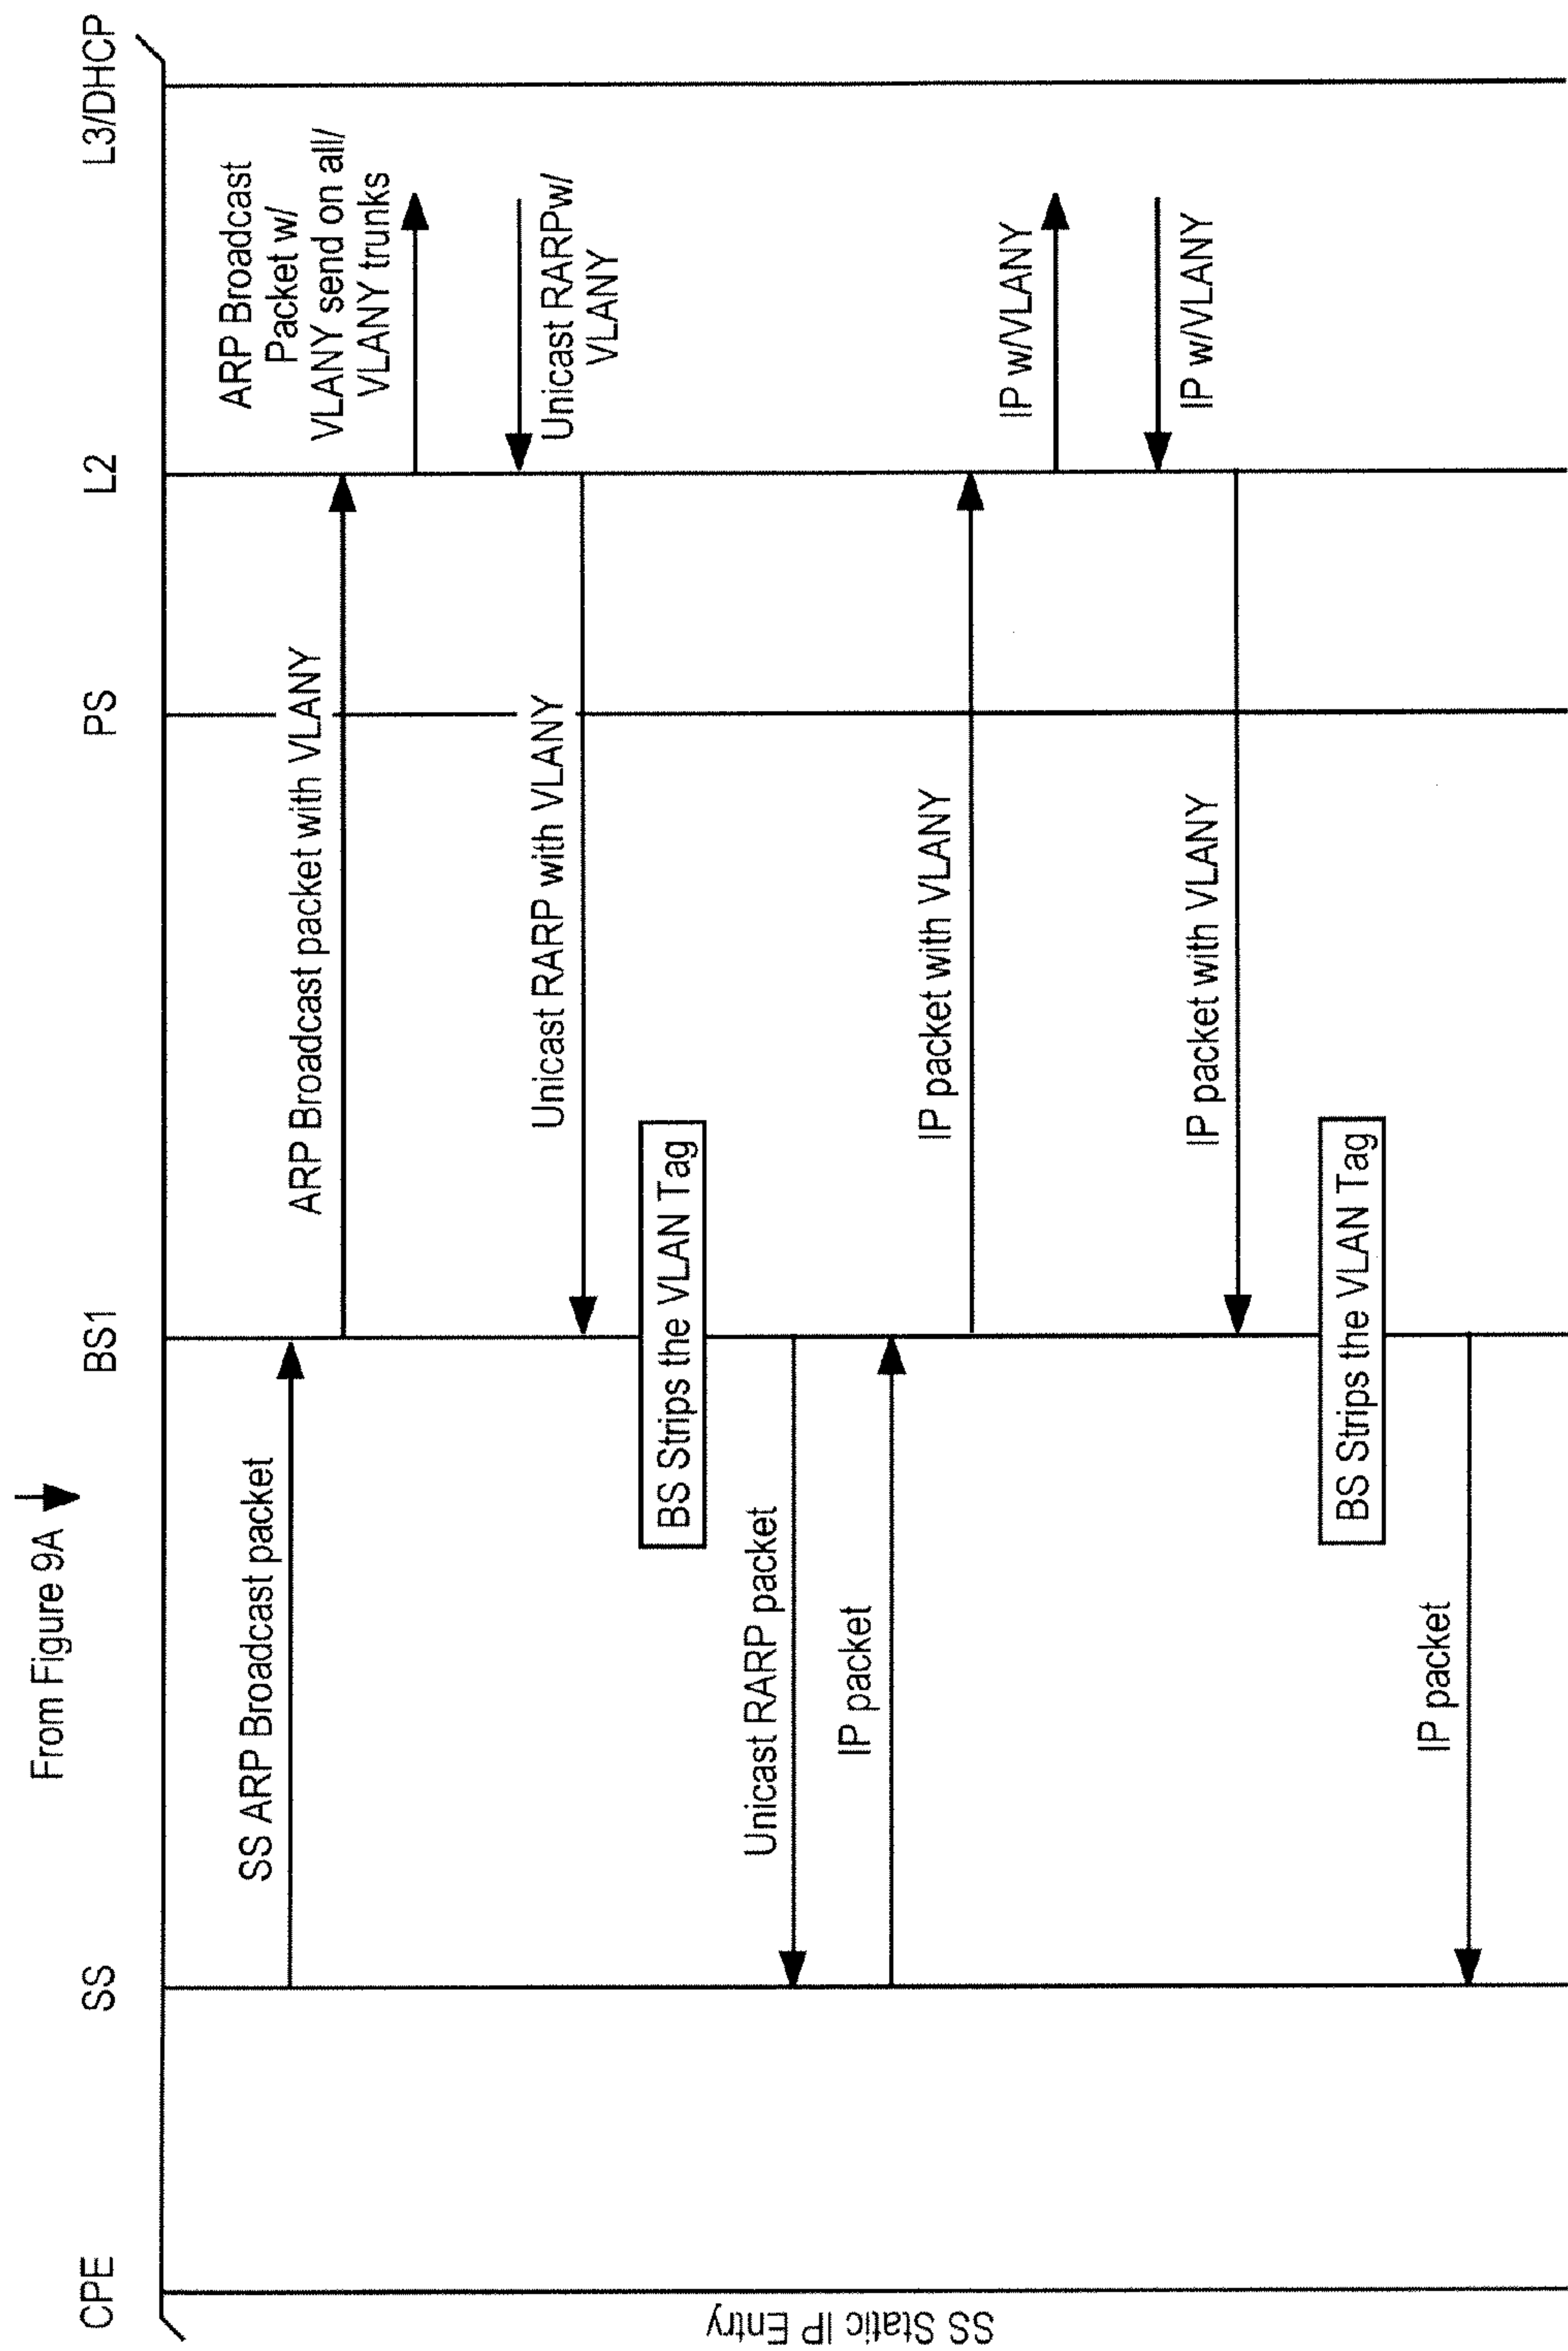 From Figure 9A
CPE
SS
BS1
PS
L2
L3/DHCP
SS Static IP Entry
SS ARP Broadcast packet
ARP Broadcast packet with VLANY
ARP Broadcast
Packet w/
VLANY send on all/
VLANY trunks
Unicast RARPw/
VLANY
Unicast RARP with VLANY
BS Strips the VLAN Tag
Unicast RARP packet
IP packet
IP packet with VLANY
IP w/VLANY
IP w/VLANY
IP packet with VLANY
BS Strips the VLAN Tag
IP packet